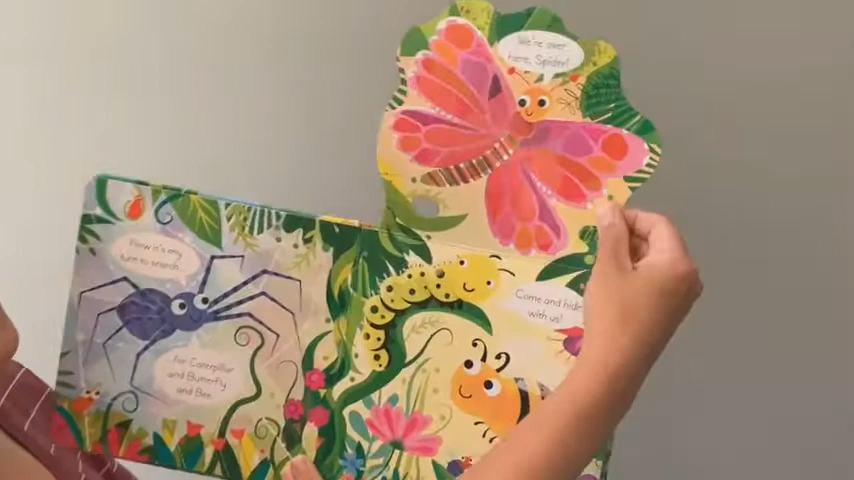 We're over
here, Spider!
Now it's my
turn to search...
...for Caterpillar
and Butterfly
and Bee.
Come and hide
with us!